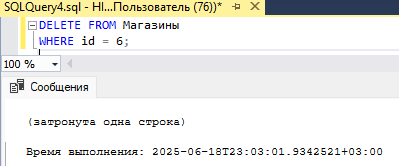 SQLQuery4.sql - HI...Пользователь (76))*
DELETE FROM Магазины
WHERE id = 6;
100 %
Сообщения
(затронута одна строка)
Время выполнения: 2025-06-18T23:03:01.9342521+03:00